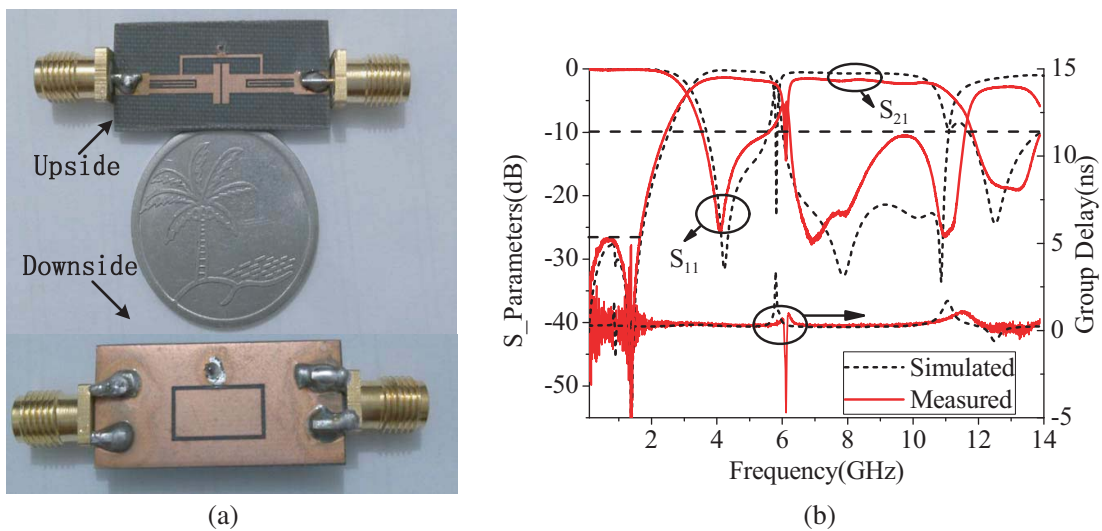 Upside
Downside
(a)
S_Parameters(dB)
0
-10
-20
-30
-40
-50
S₁₁
S₂₁
15
10
5
0
-5
Group Delay(ns)
Simulated
Measured
2
4
6
8
10
12
14
Frequency(GHz)
(b)